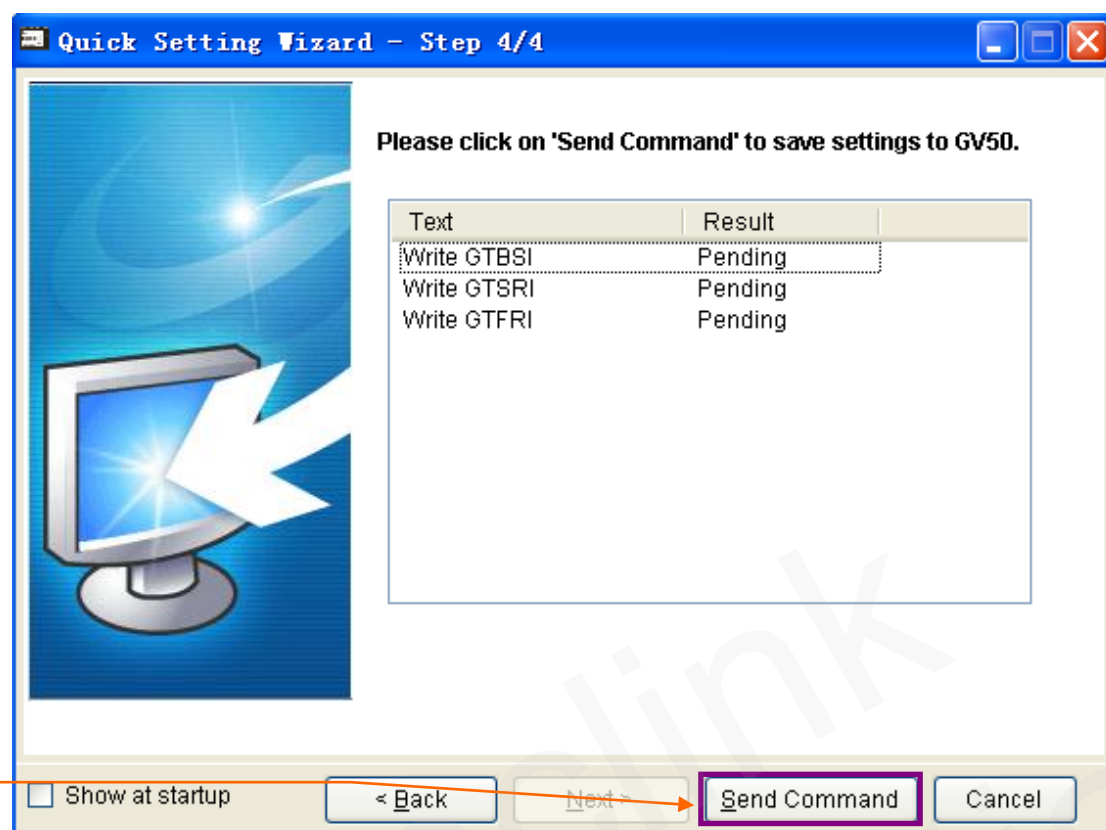 Quick Setting Wizard - Step 4/4
Please click on 'Send Command' to save settings to GV50.
Text Result
Write GTBSI Pending
Write GTSRI Pending
Write GTFRI Pending
Show at startup < Back Next > Send Command Cancel